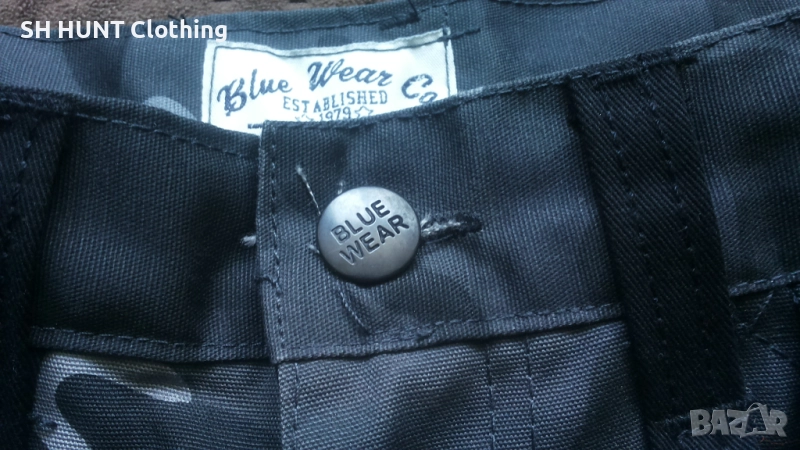 SH HUNT Clothing
Blue Wear Co
ESTABLISHED
1979
BLUE
WEAR
BAZAR